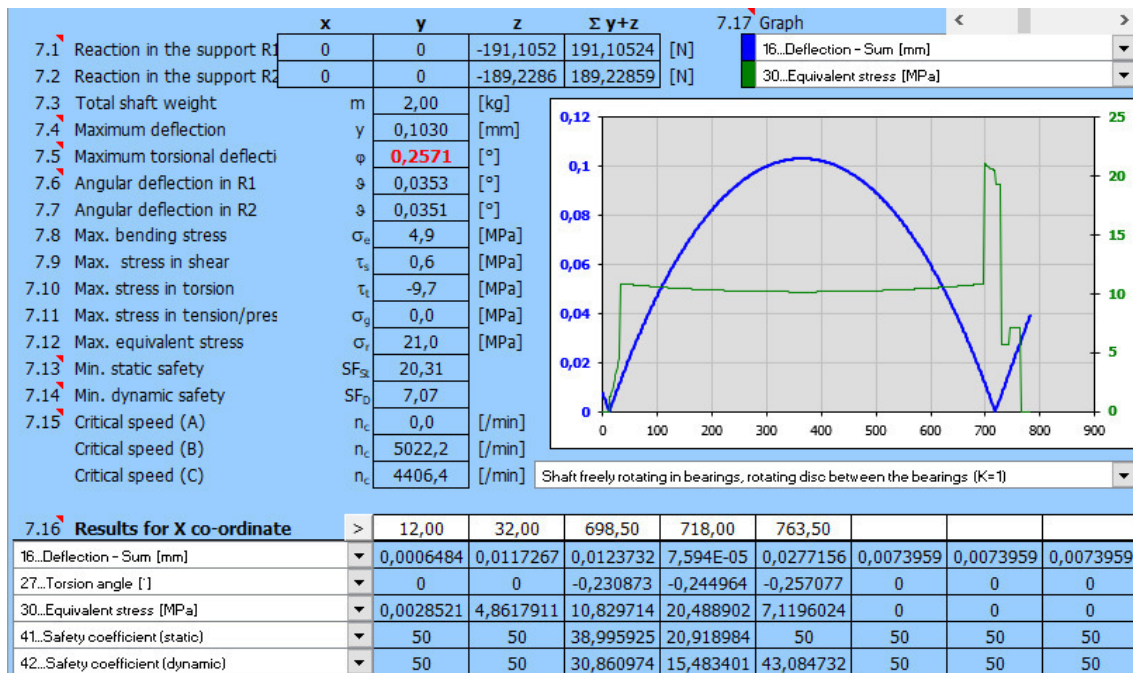 x y z Σ y+z 7.17 Graph < >
7.1 Reaction in the support R1 0 0 -191,1052 191,10524 [N] 16...Deflection - Sum [mm]
7.2 Reaction in the support R2 0 0 -189,2286 189,22859 [N] 30...Equivalent stress [MPa]
7.3 Total shaft weight m 2,00 [kg]
7.4 Maximum deflection y 0,1030 [mm]
7.5 Maximum torsional deflecti φ 0,2571 [°]
7.6 Angular deflection in R1 ϑ 0,0353 [°]
7.7 Angular deflection in R2 ϑ 0,0351 [°]
7.8 Max. bending stress σe 4,9 [MPa]
7.9 Max. stress in shear τs 0,6 [MPa]
7.10 Max. stress in torsion τt -9,7 [MPa]
7.11 Max. stress in tension/pres σg 0,0 [MPa]
7.12 Max. equivalent stress σr 21,0 [MPa]
7.13 Min. static safety SFSt 20,31
7.14 Min. dynamic safety SFD 7,07
7.15 Critical speed (A) nc 0,0 [/min]
Critical speed (B) nc 5022,2 [/min]
Critical speed (C) nc 4406,4 [/min] Shaft freely rotating in bearings, rotating disc between the bearings (K=1)
0,12 25
0,1 20
0,08
15
0,06
10
0,04
5
0,02
0 0
0 100 200 300 400 500 600 700 800 900
7.16 Results for X co-ordinate > 12,00 32,00 698,50 718,00 763,50
16...Deflection - Sum [mm] 0,0006484 0,0117267 0,0123732 7,594E-05 0,0277156 0,0073959 0,0073959 0,0073959
27...Torsion angle [°] 0 0 -0,230873 -0,244964 -0,257077 0 0 0
30...Equivalent stress [MPa] 0,0028521 4,8617911 10,829714 20,488902 7,1196024 0 0 0
41...Safety coefficient (static) 50 50 38,995925 20,918984 50 50 50 50
42...Safety coefficient (dynamic) 50 50 30,860974 15,483401 43,084732 50 50 50